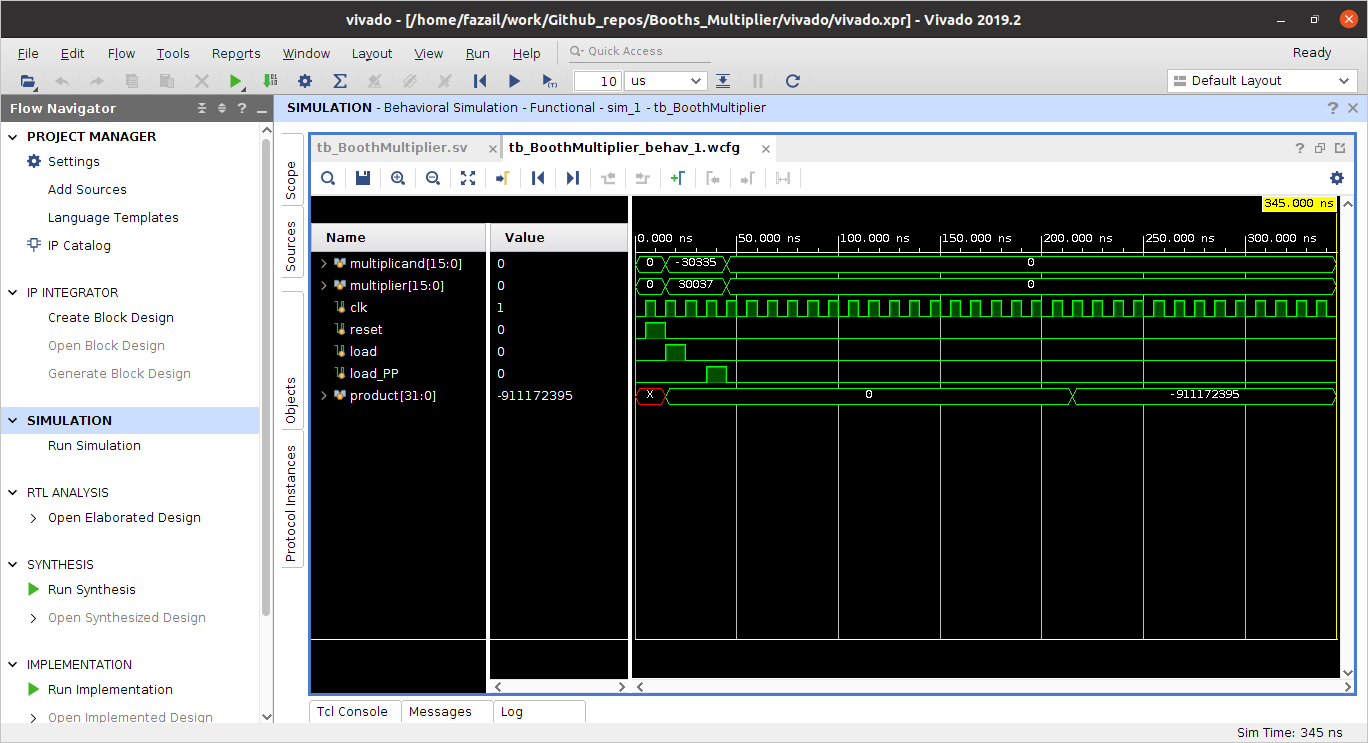 vivado - [/home/fazail/work/Github_repos/Booths_Multiplier/vivado/vivado.xpr] - Vivado 2019.2
File Edit Flow Tools Reports Window Layout View Run Help Quick Access Ready
10 us Default Layout
Flow Navigator
SIMULATION - Behavioral Simulation - Functional - sim_1 - tb_BoothMultiplier
PROJECT MANAGER
Settings
Add Sources
Language Templates
IP Catalog
IP INTEGRATOR
Create Block Design
Open Block Design
Generate Block Design
SIMULATION
Run Simulation
RTL ANALYSIS
Open Elaborated Design
SYNTHESIS
Run Synthesis
Open Synthesized Design
IMPLEMENTATION
Run Implementation
Open Implemented Design
Scope
Sources
Objects
Protocol Instances
tb_BoothMultiplier.sv tb_BoothMultiplier_behav_1.wcfg
345.000 ns
Name Value 0.000 ns 50.000 ns 100.000 ns 150.000 ns 200.000 ns 250.000 ns 300.000 ns
multiplicand[15:0] 0 0 -30335 0
multiplier[15:0] 0 0 30037 0
clk 1
reset 0
load 0
load_PP 0
product[31:0] -911172395 X 0 -911172395
Tcl Console Messages Log
Sim Time: 345 ns